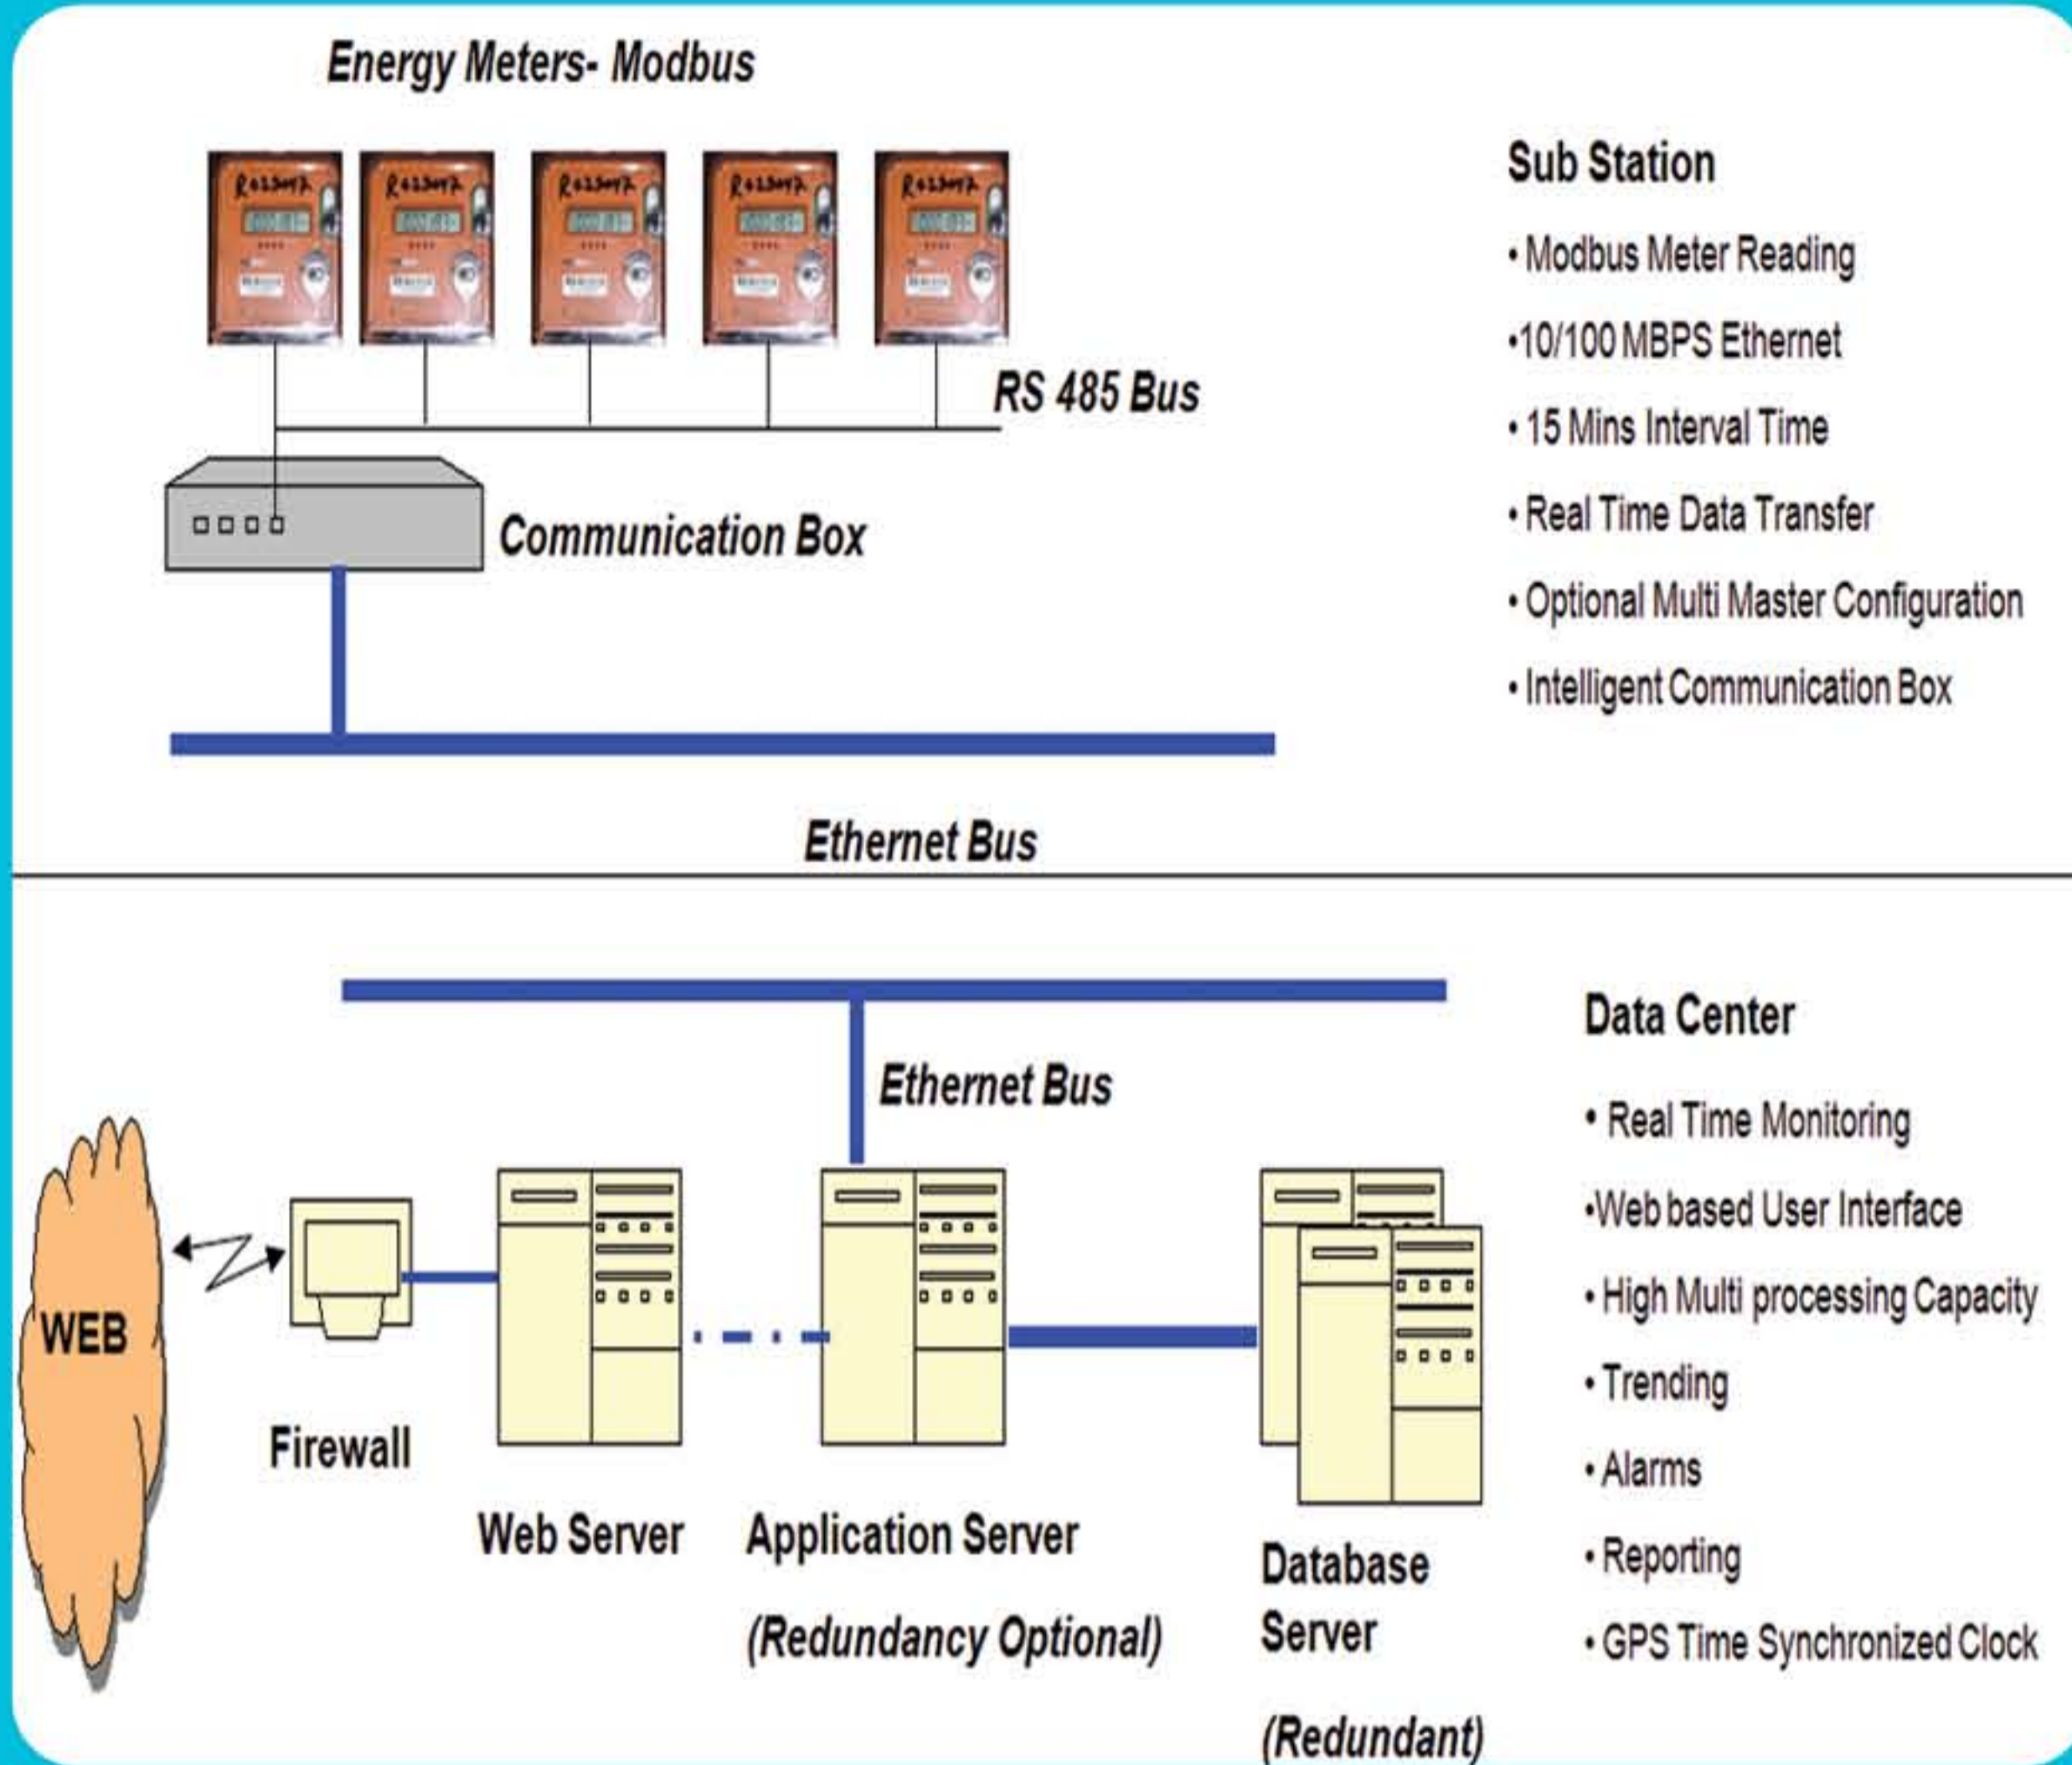 Energy Meters- Modbus
RS 485 Bus
Communication Box
Ethernet Bus
Sub Station
• Modbus Meter Reading
•10/100 MBPS Ethernet
• 15 Mins Interval Time
• Real Time Data Transfer
• Optional Multi Master Configuration
• Intelligent Communication Box
Ethernet Bus
WEB
Firewall
Web Server
Application Server
(Redundancy Optional)
Database
Server
(Redundant)
Data Center
• Real Time Monitoring
•Web based User Interface
• High Multi processing Capacity
• Trending
• Alarms
• Reporting
• GPS Time Synchronized Clock